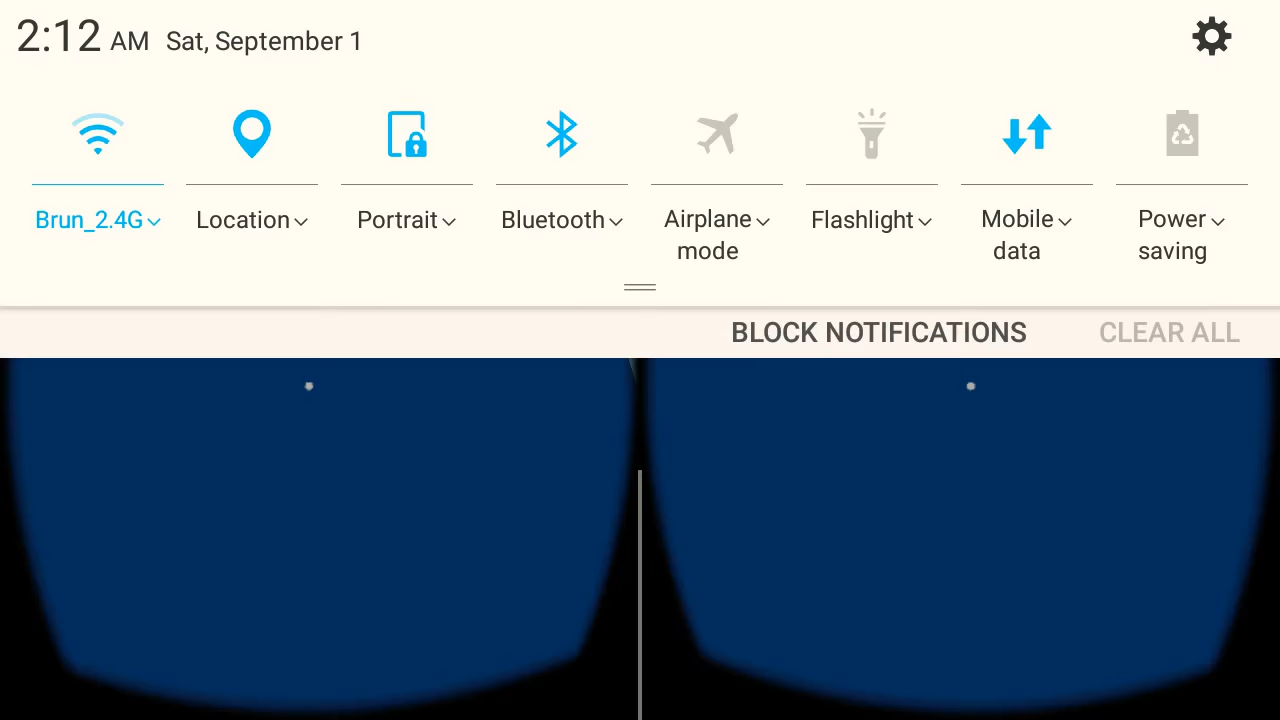 2:12 AM Sat, September 1
Brun_2.4G Location Portrait Bluetooth Airplane mode Flashlight Mobile data Power saving
BLOCK NOTIFICATIONS CLEAR ALL